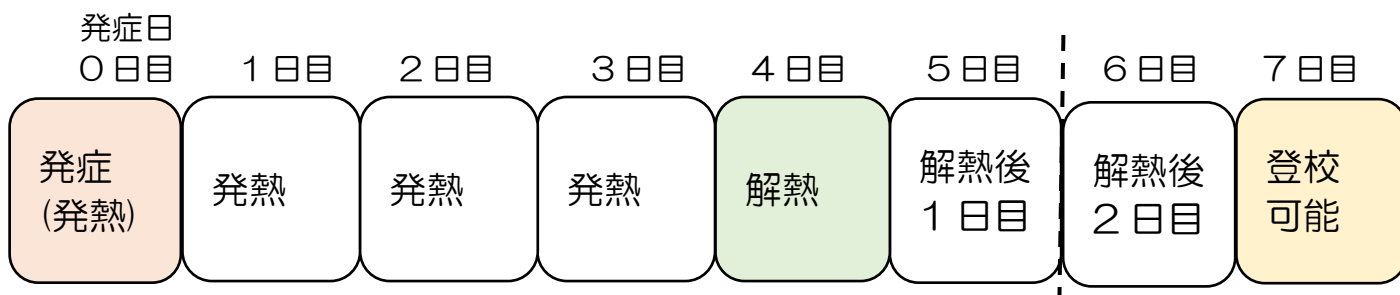 発症日
０日目 １日目 ２日目 ３日目 ４日目 ５日目 ６日目 ７日目
発症
(発熱)
発熱
発熱
発熱
解熱
解熱後
１日目
解熱後
２日目
登校
可能